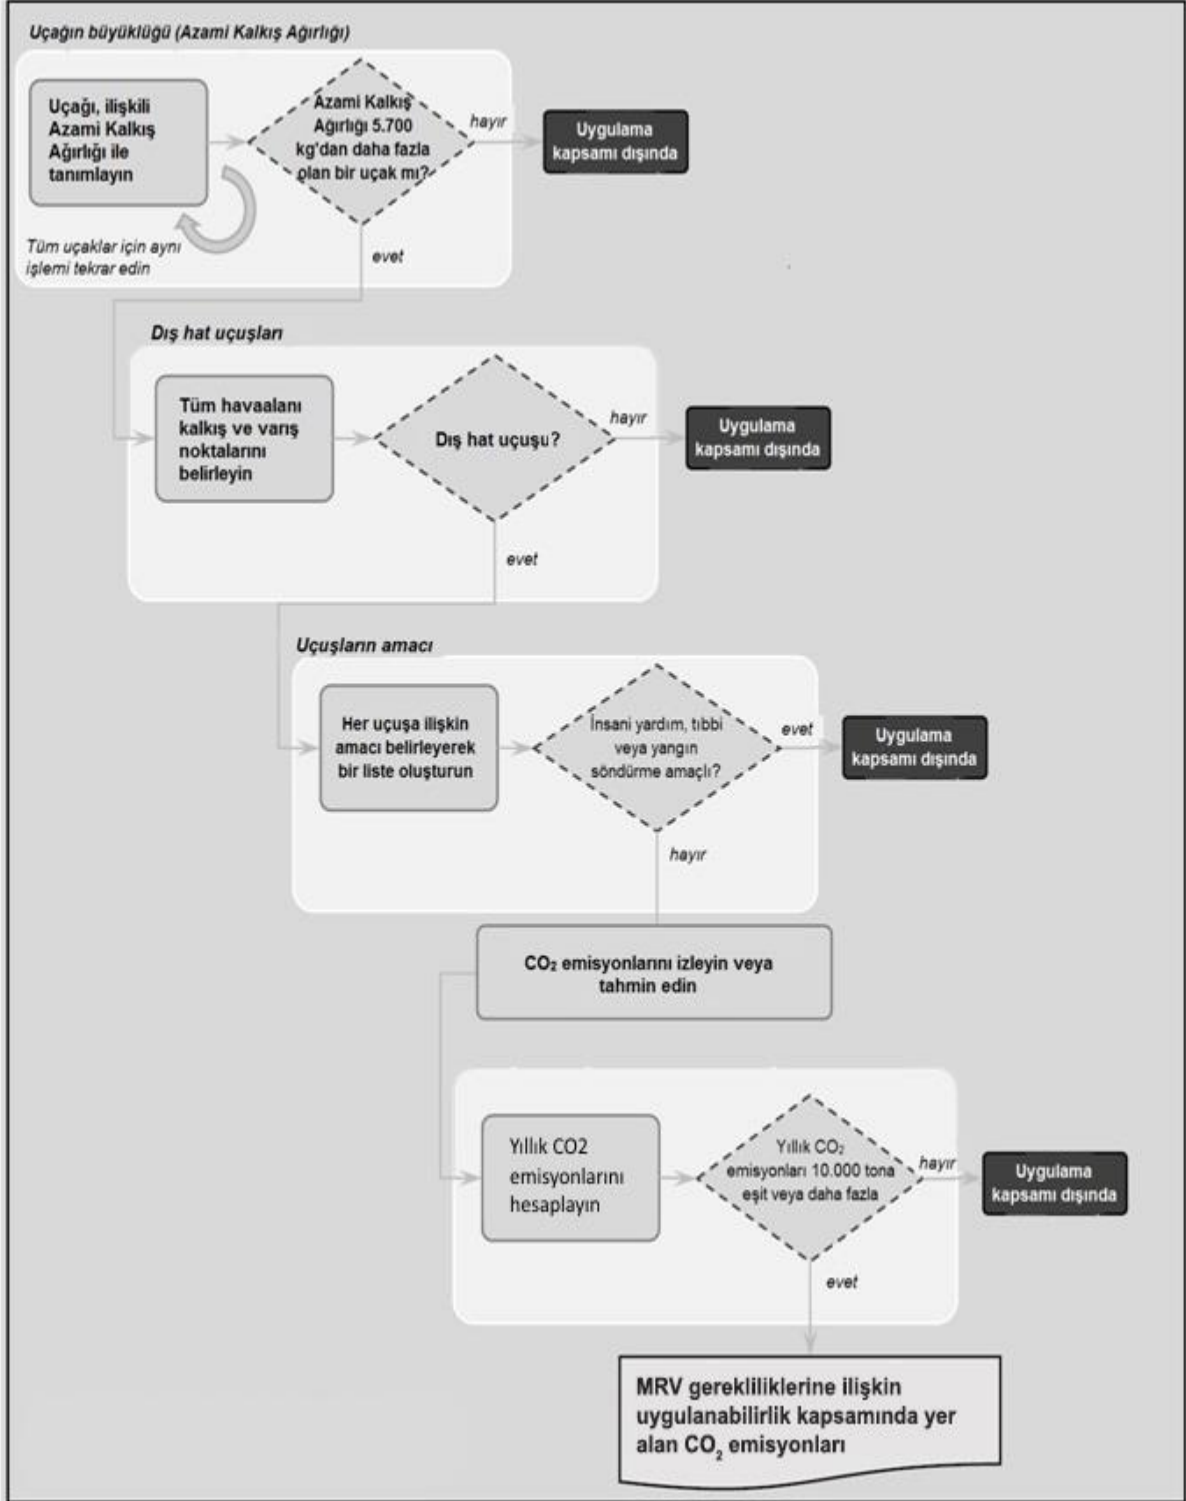 Uçağın büyüklüğü (Azami Kalkış Ağırlığı)
Uçağı, ilişkili
Azami Kalkış
Ağırlığı ile
tanımlayın
Azami Kalkış
Ağırlığı 5.700
kg'dan daha fazla
olan bir uçak mı?
hayır
Uygulama
kapsamı dışında
Tüm uçaklar için aynı
işlemi tekrar edin
evet
Dış hat uçuşları
Tüm havaalanı
kalkış ve varış
noktalarını
belirleyin
Dış hat uçuşu?
hayır
Uygulama
kapsamı dışında
evet
Uçuşların amacı
Her uçuşa ilişkin
amacı belirleyerek
bir liste oluşturun
İnsani yardım, tıbbi
veya yangın
söndürme amaçlı?
evet
Uygulama
kapsamı dışında
hayır
CO₂ emisyonlarını izleyin veya
tahmin edin
Yıllık CO2
emisyonlarını
hesaplayın
Yıllık CO₂
emisyonları 10.000 tona
eşit veya daha fazla
hayır
Uygulama
kapsamı dışında
evet
MRV gerekliliklerine ilişkin
uygulanabilirlik kapsamında yer
alan CO₂ emisyonları